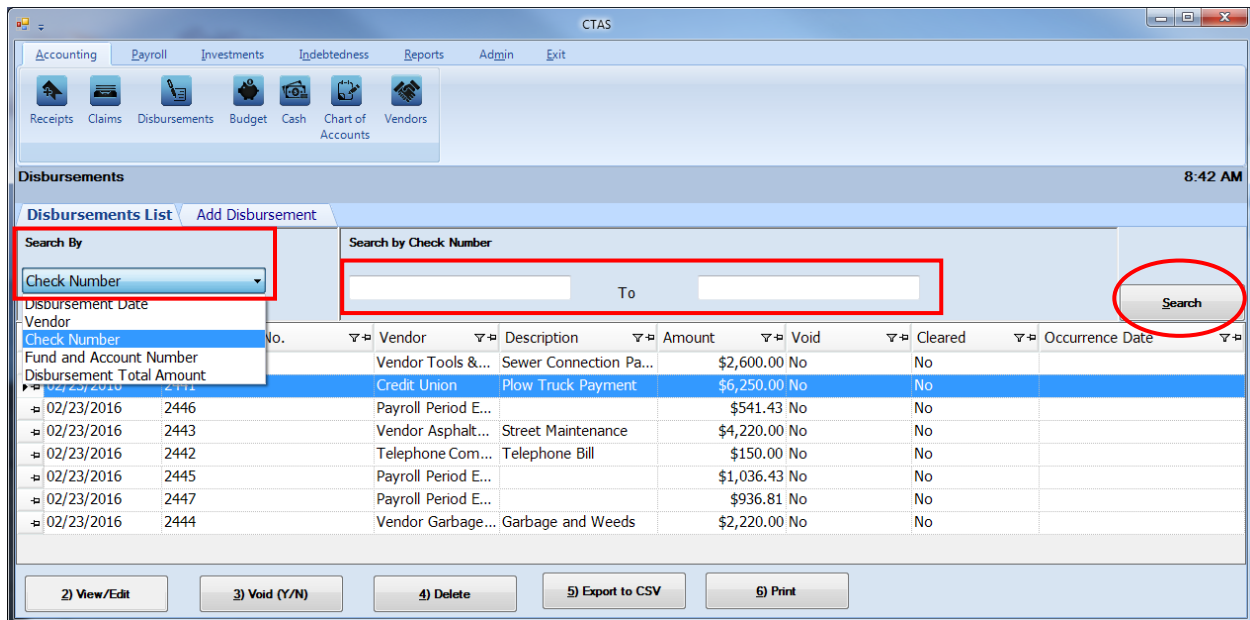 CTAS
Accounting Payroll Investments Indebtedness Reports Admin Exit
Receipts Claims Disbursements Budget Cash Chart of Accounts Vendors
Disbursements 8:42 AM
Disbursements List Add Disbursement
Search By Search by Check Number
Check Number To Search
Disbursement Date
Vendor
Check Number
Fund and Account Number
Disbursement Total Amount
No. Vendor Description Amount Void Cleared Occurrence Date
Vendor Tools &... Sewer Connection Pa... $2,600.00 No No
02/23/2016 2441 Credit Union Plow Truck Payment $6,250.00 No No
02/23/2016 2446 Payroll Period E... $541.43 No No
02/23/2016 2443 Vendor Asphalt... Street Maintenance $4,220.00 No No
02/23/2016 2442 Telephone Com... Telephone Bill $150.00 No No
02/23/2016 2445 Payroll Period E... $1,036.43 No No
02/23/2016 2447 Payroll Period E... $936.81 No No
02/23/2016 2444 Vendor Garbage... Garbage and Weeds $2,220.00 No No
2) View/Edit 3) Void (Y/N) 4) Delete 5) Export to CSV 6) Print